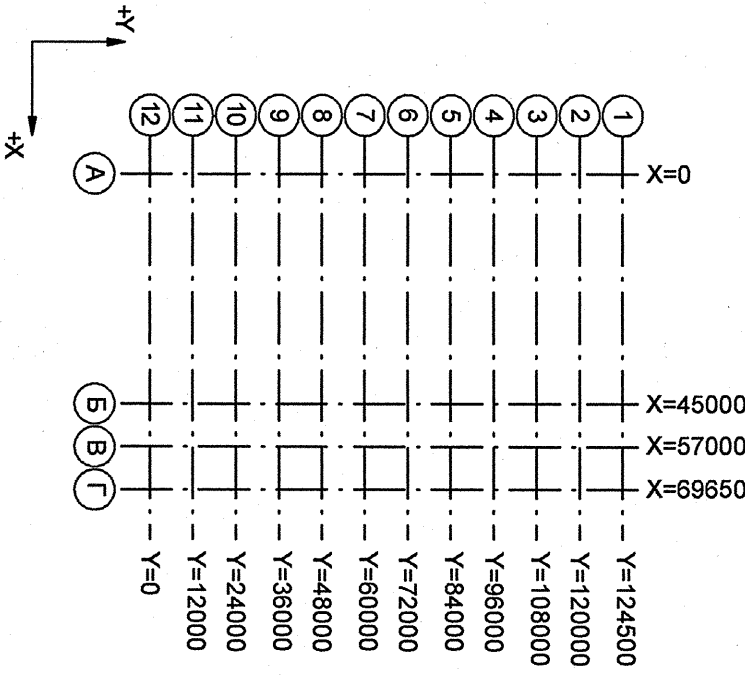 +Y
+X
12
11
10
9
8
7
6
5
4
3
2
1
А
X=0
Б
X=45000
В
X=57000
Г
X=69650
Y=0
Y=12000
Y=24000
Y=36000
Y=48000
Y=60000
Y=72000
Y=84000
Y=96000
Y=108000
Y=120000
Y=124500